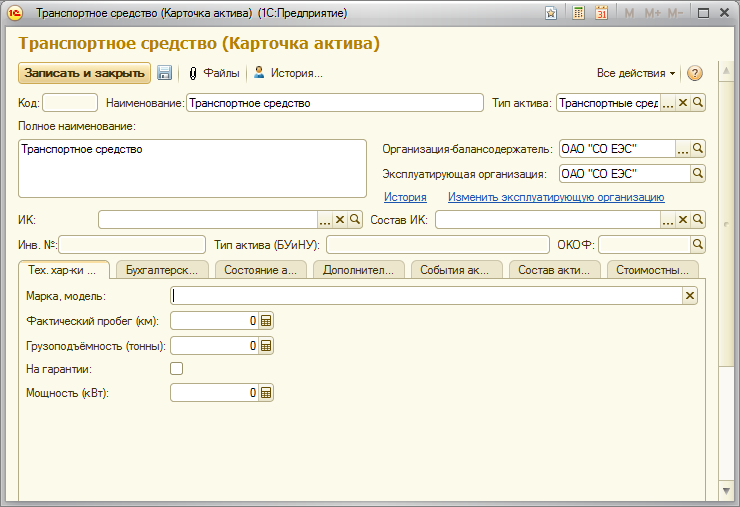 Транспортное средство (Карточка актива) (1С:Предприятие)
M M+ M-
Транспортное средство (Карточка актива)
Записать и закрыть Файлы История... Все действия
Код: Наименование: Транспортное средство Тип актива: Транспортные сред
Полное наименование:
Транспортное средство
Организация-балансодержатель: ОАО "СО ЕЭС"
Эксплуатирующая организация: ОАО "СО ЕЭС"
История Изменить эксплуатирующую организацию
ИК: Состав ИК:
Инв. №: Тип актива (БУиНУ): ОКОФ:
Тех. хар-ки ... Бухгалтерск... Состояние а... Дополнител... События ак... Состав акти... Стоимостны...
Марка, модель:
Фактический пробег (км): 0
Грузоподъёмность (тонны): 0
На гарантии:
Мощность (кВт): 0